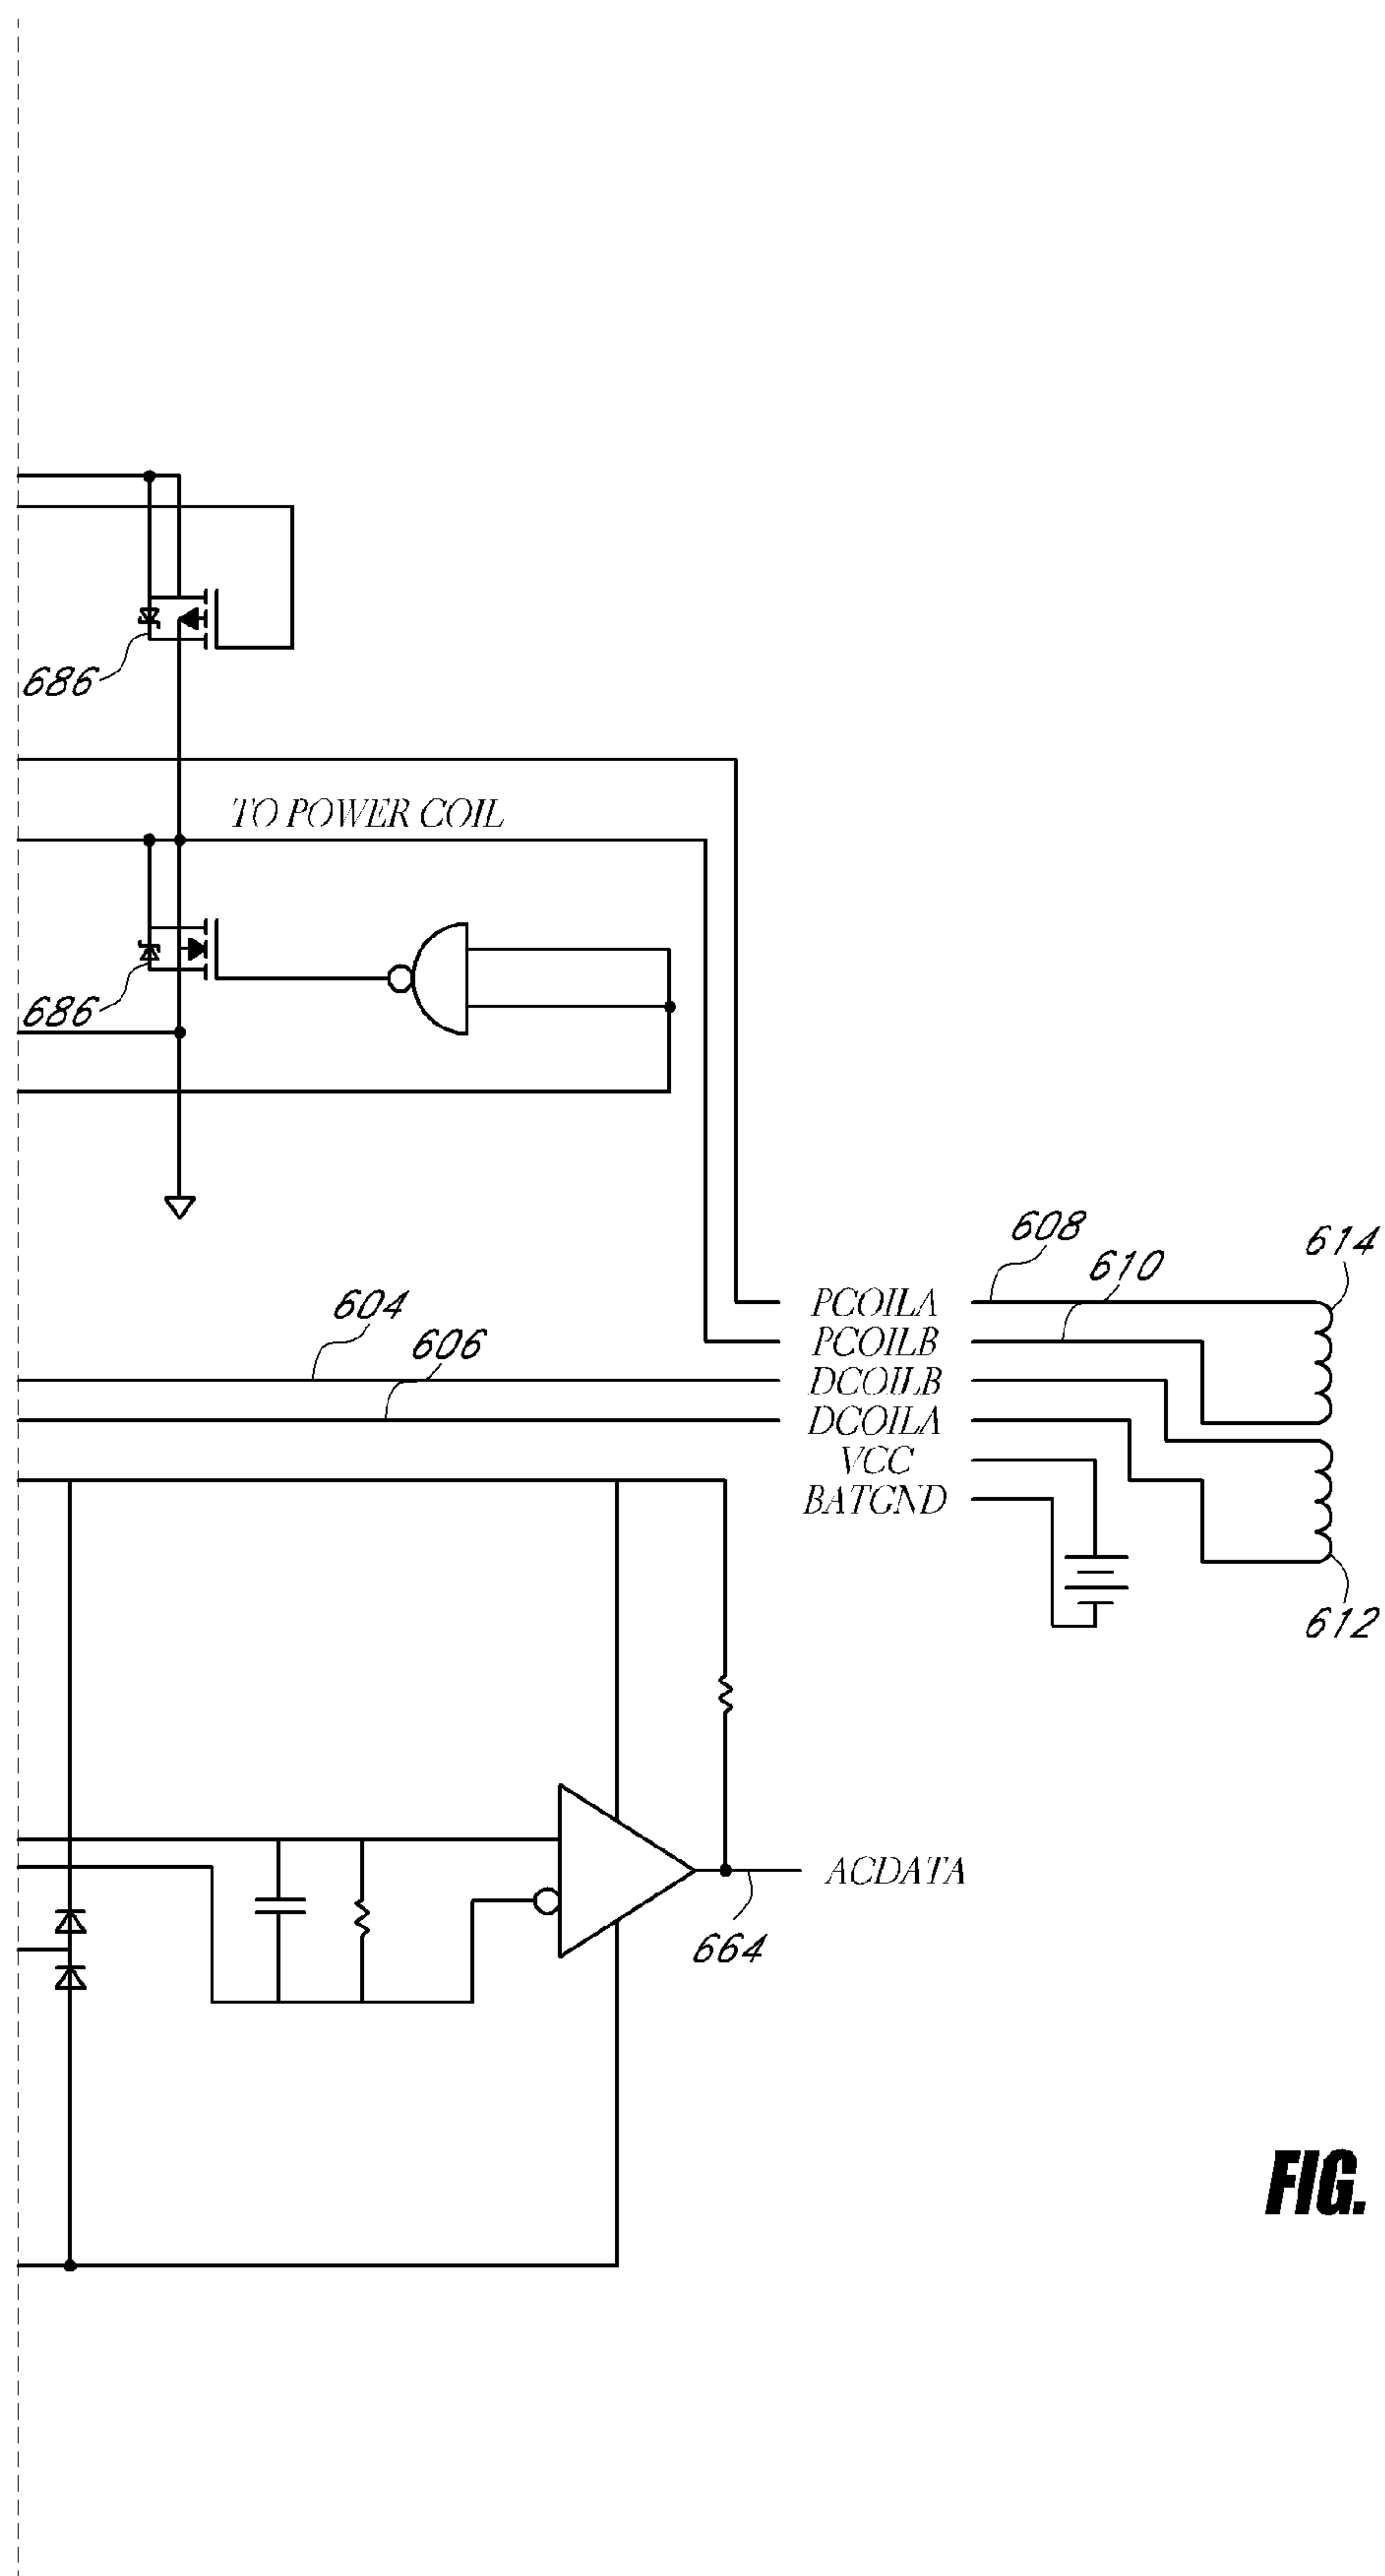 686
TO POWER COIL
686
608
614
610
604
PCOILA
606
PCOILB
DCOILB
DCOILA
VCC
BATGND
612
ACDATA
664
FIG.